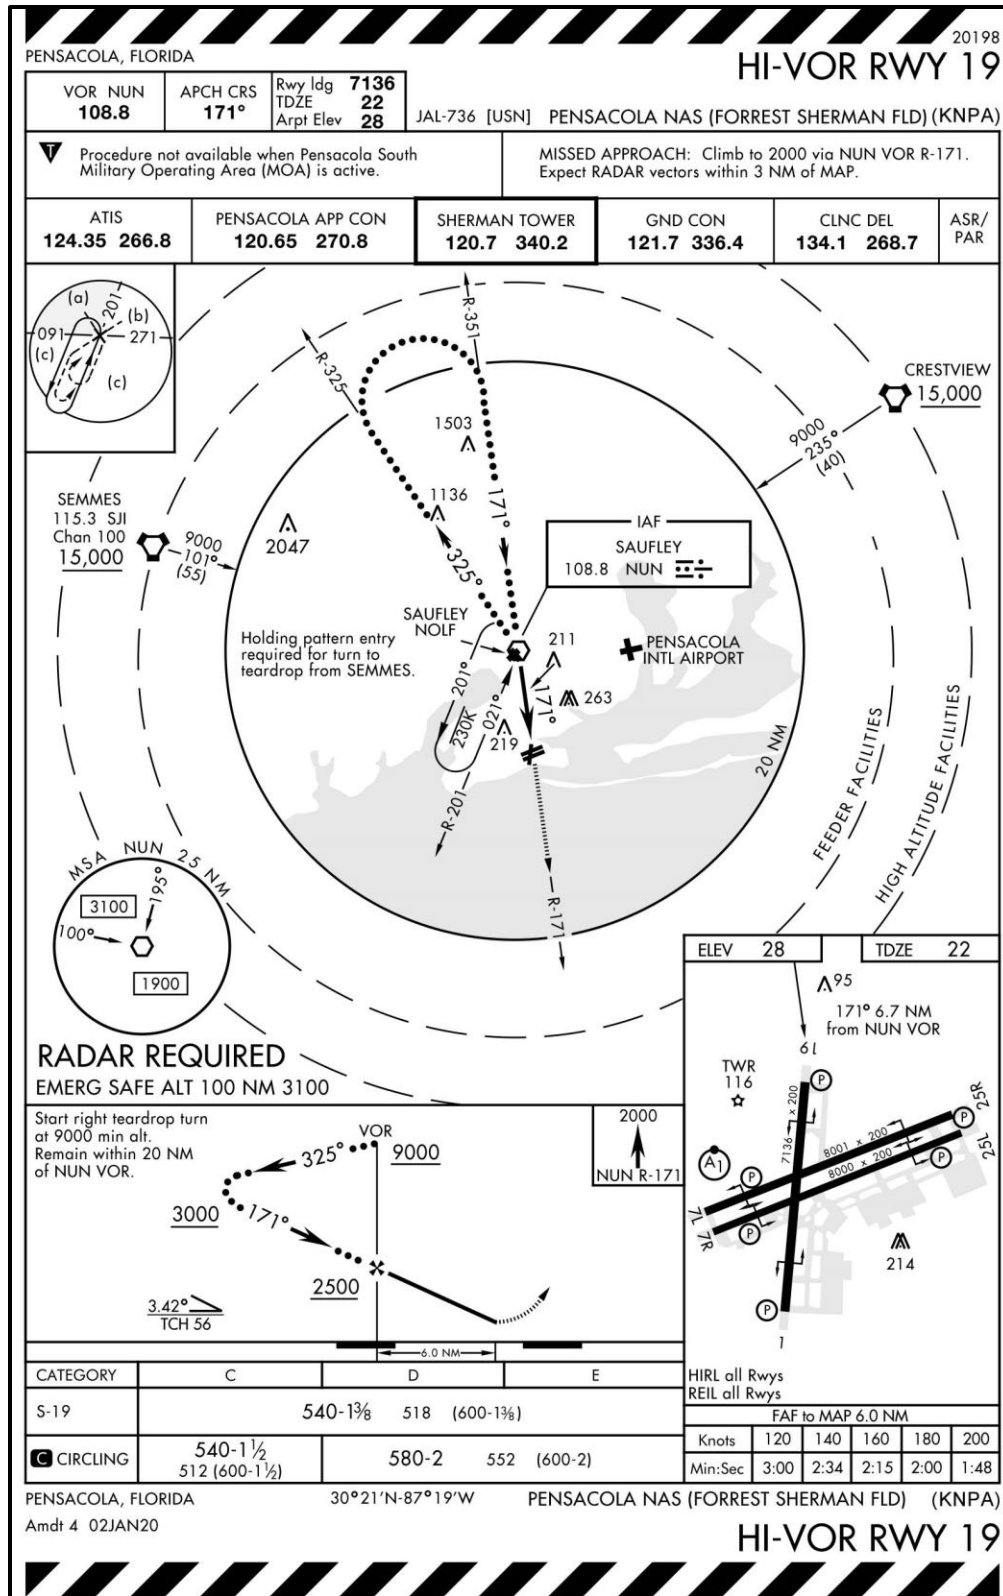 20198
PENSACOLA, FLORIDA
HI-VOR RWY 19
VOR NUN
108.8
APCH CRS
171°
Rwy ldg 7136
TDZE 22
Arpt Elev 28
JAL-736 [USN]
PENSACOLA NAS (FORREST SHERMAN FLD) (KNPA)
T
Procedure not available when Pensacola South
Military Operating Area (MOA) is active.
MISSED APPROACH: Climb to 2000 via NUN VOR R-171.
Expect RADAR vectors within 3 NM of MAP.
ATIS
124.35 266.8
PENSACOLA APP CON
120.65 270.8
SHERMAN TOWER
120.7 340.2
GND CON
121.7 336.4
CLNC DEL
134.1 268.7
ASR/
PAR
(a)
201
(b)
091
271
(c)
(c)
R-351
R-325
CRESTVIEW
15,000
9000
235°
(40)
1503
1136
171°
325°
SEMMES
115.3 SJI
Chan 100
15,000
9000
101°
(55)
2047
IAF
SAUFLEY
108.8 NUN
SAUFLEY
NOLF
Holding pattern entry
required for turn to
teardrop from SEMMES.
211
PENSACOLA
INTL AIRPORT
201°
230K
021°
171°
263
219
R-201
R-171
20 NM
FEEDER FACILITIES
HIGH ALTITUDE FACILITIES
MSA NUN 25 NM
195°
3100
100°
1900
RADAR REQUIRED
EMERG SAFE ALT 100 NM 3100
ELEV 28
TDZE 22
95
171° 6.7 NM
from NUN VOR
19
TWR
116
P
7136 x 200
25R
P
25L
8001 x 200
8000 x 200
A1
P
P
7L
7R
P
214
P
1
HIRL all Rwys
REIL all Rwys
Start right teardrop turn
at 9000 min alt.
Remain within 20 NM
of NUN VOR.
VOR
325°
9000
3000
171°
2500
3.42°
TCH 56
6.0 NM
2000
NUN R-171
CATEGORY C D E
S-19 540-1⅜ 518 (600-1⅜)
C CIRCLING
540-1½
512 (600-1½)
580-2 552 (600-2)
FAF to MAP 6.0 NM
Knots 120 140 160 180 200
Min:Sec 3:00 2:34 2:15 2:00 1:48
PENSACOLA, FLORIDA
30°21'N-87°19'W
PENSACOLA NAS (FORREST SHERMAN FLD) (KNPA)
Amdt 4 02JAN20
HI-VOR RWY 19